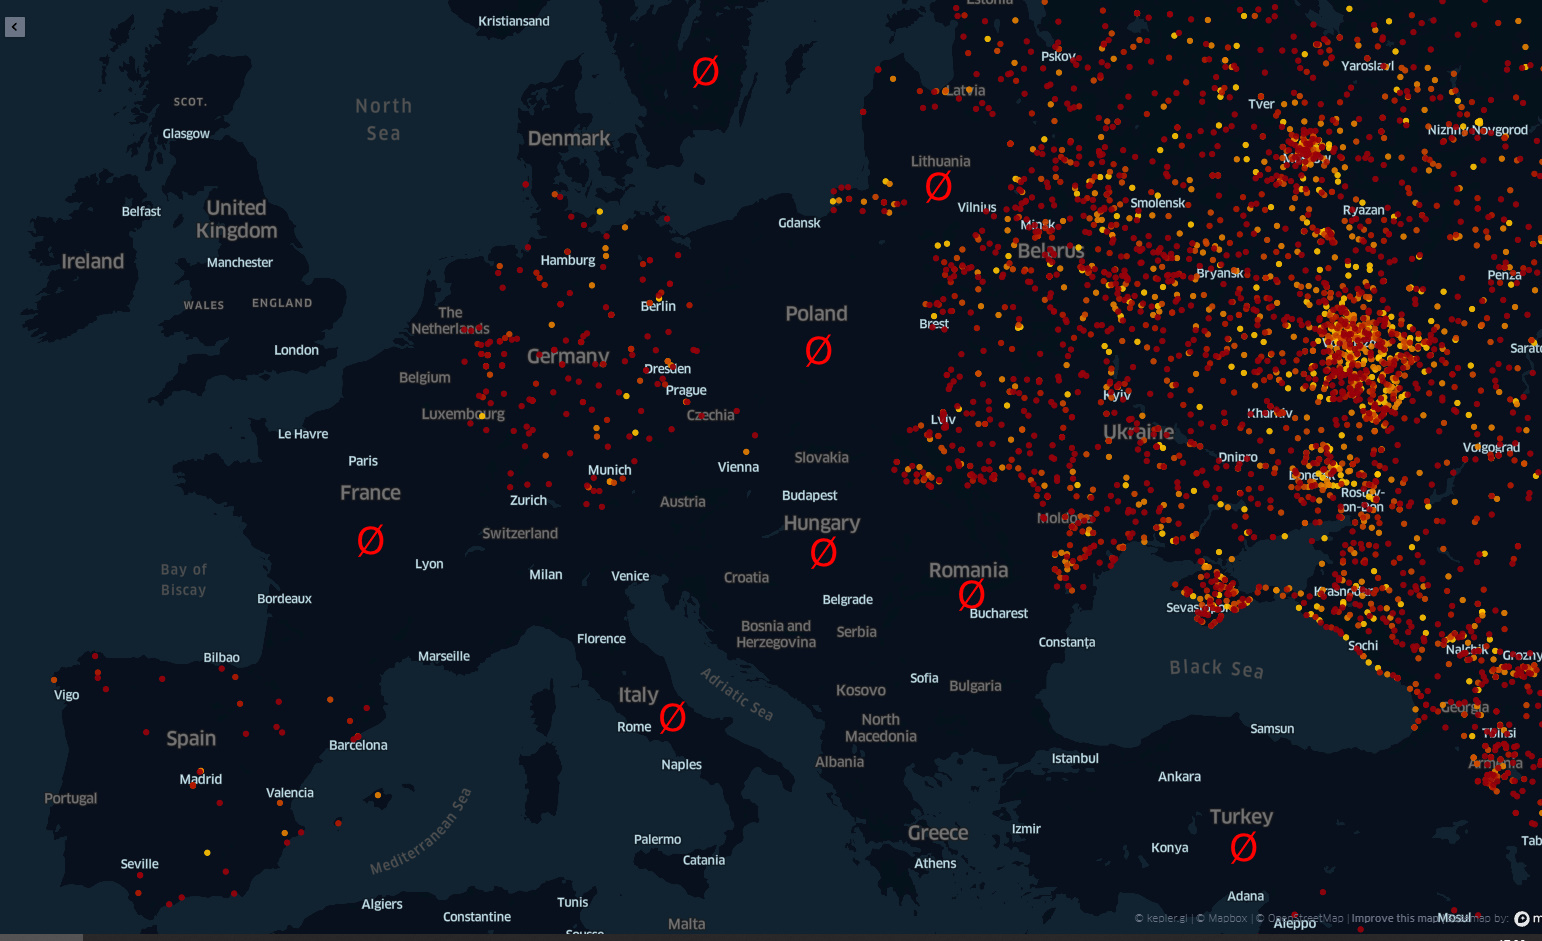 Estonia
Kristiansand
Pskov
Yaroslavl
Latvia
SCOT.
North
Sea
Tver
Glasgow
Denmark
Nizhny Novgorod
Lithuania
Belfast
United
Kingdom
Vilnius
Smolensk
Ryazan
Gdansk
Minsk
Ireland
Manchester
Hamburg
Belarus
Bryansk
Penza
WALES
ENGLAND
The
Netherlands
Berlin
Poland
Brest
London
Germany
Belgium
Dresden
Prague
Luxembourg
Czechia
Kyiv
Lviv
Kharkiv
Le Havre
Ukraine
Paris
Munich
Vienna
Slovakia
Dnipro
Volgograd
France
Zurich
Austria
Budapest
Donetsk
Rostov-
on-Don
Switzerland
Hungary
Moldova
Lyon
Milan
Venice
Croatia
Romania
Bay of
Biscay
Bordeaux
Belgrade
Bucharest
Sevastopol
Krasnodar
Florence
Bosnia and
Herzegovina
Serbia
Constanța
Sochi
Nalchik
Grozny
Bilbao
Marseille
Black Sea
Vigo
Italy
Adriatic Sea
Kosovo
Sofia
Bulgaria
Georgia
Rome
North
Macedonia
Samsun
Tbilisi
Spain
Barcelona
Naples
Albania
Istanbul
Armenia
Madrid
Ankara
Portugal
Valencia
Mediterranean Sea
Greece
Izmir
Turkey
Palermo
Catania
Konya
Tab
Seville
Athens
Algiers
Constantine
Tunis
Adana
Malta
Aleppo
Mosul
© kepler.gl | © Mapbox | © OpenStreetMap | Improve this map